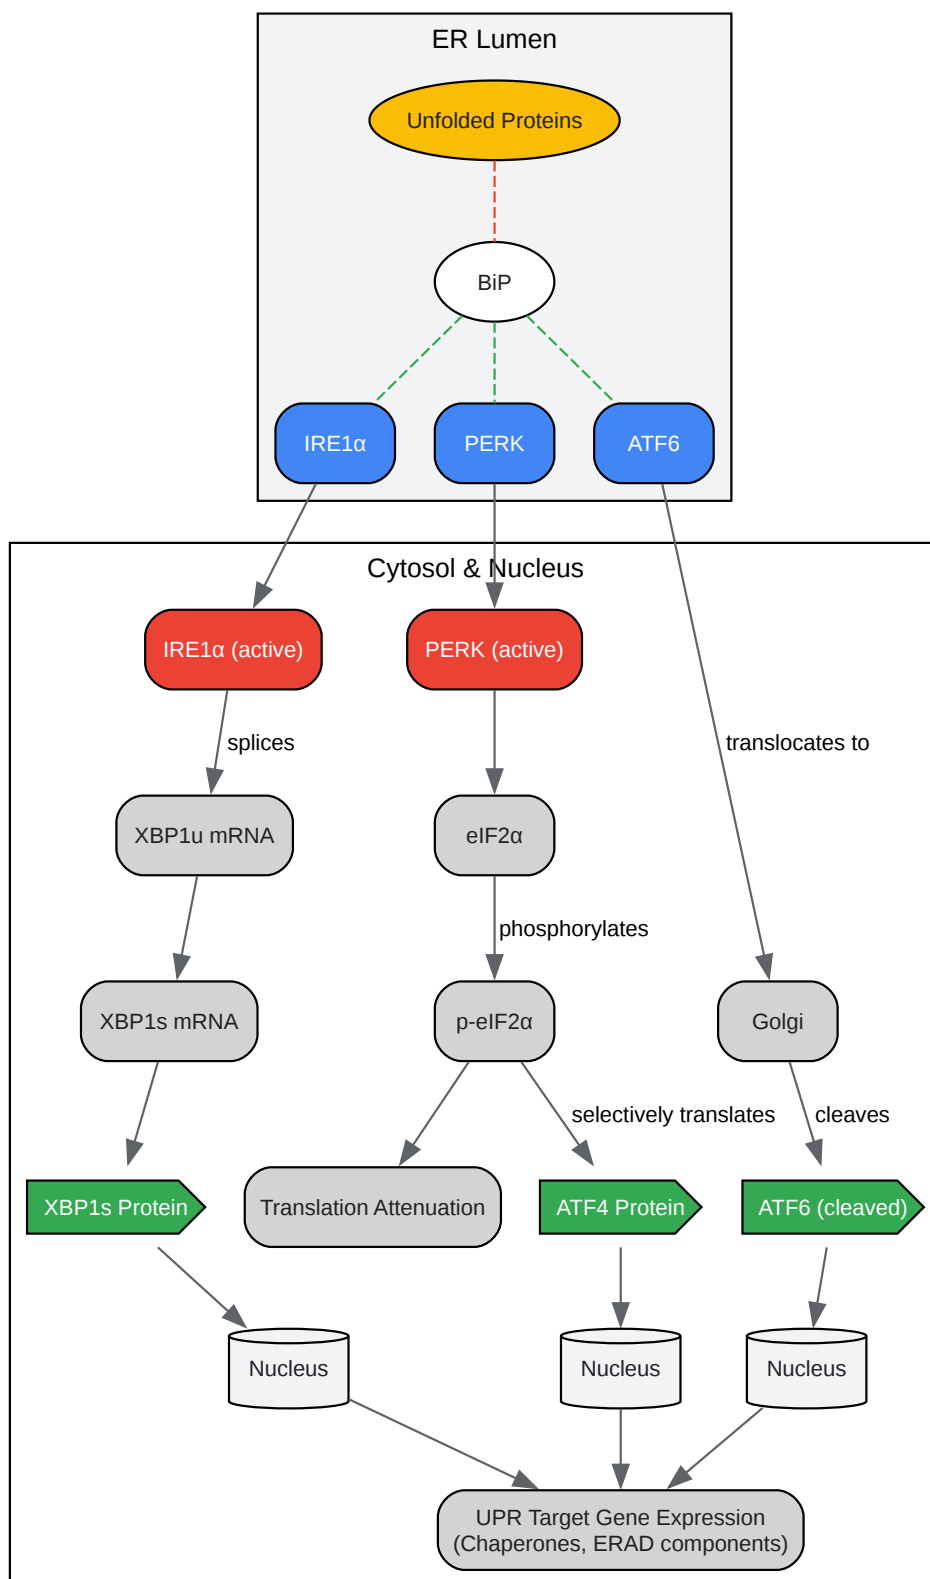 ER Lumen
Unfolded Proteins
BiP
IRE1α
PERK
ATF6
Cytosol & Nucleus
IRE1α (active)
PERK (active)
splices
translocates to
XBP1u mRNA
eIF2α
phosphorylates
XBP1s mRNA
p-eIF2α
Golgi
selectively translates
cleaves
XBP1s Protein
Translation Attenuation
ATF4 Protein
ATF6 (cleaved)
Nucleus
Nucleus
Nucleus
UPR Target Gene Expression
(Chaperones, ERAD components)